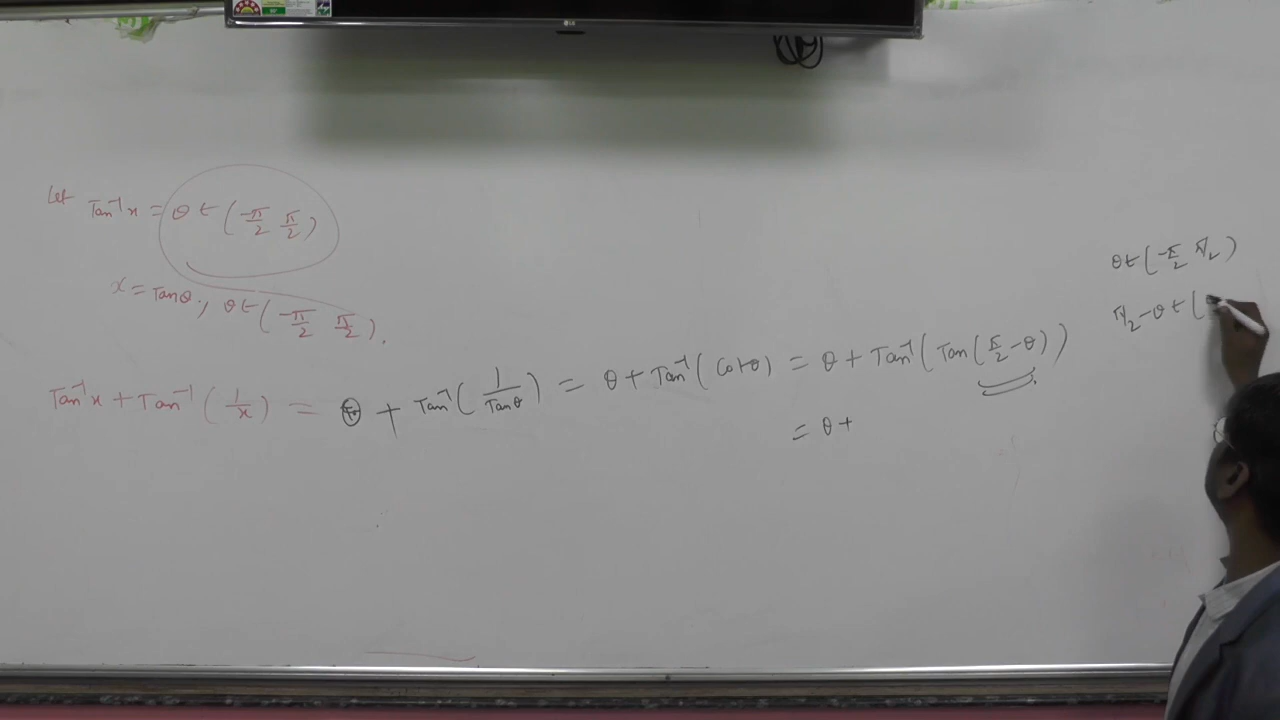 Let Tan⁻¹x = θ ∈ (-π/2 π/2)
x = Tanθ, θ ∈ (-π/2 π/2).
Tan⁻¹x + Tan⁻¹(1/x) = θ + Tan⁻¹(1/Tanθ) = θ + Tan⁻¹(Cotθ) = θ + Tan⁻¹(Tan(π/2 - θ))
= θ +
θ ∈ (-π/2 π/2)
π/2 - θ ∈ (
LG